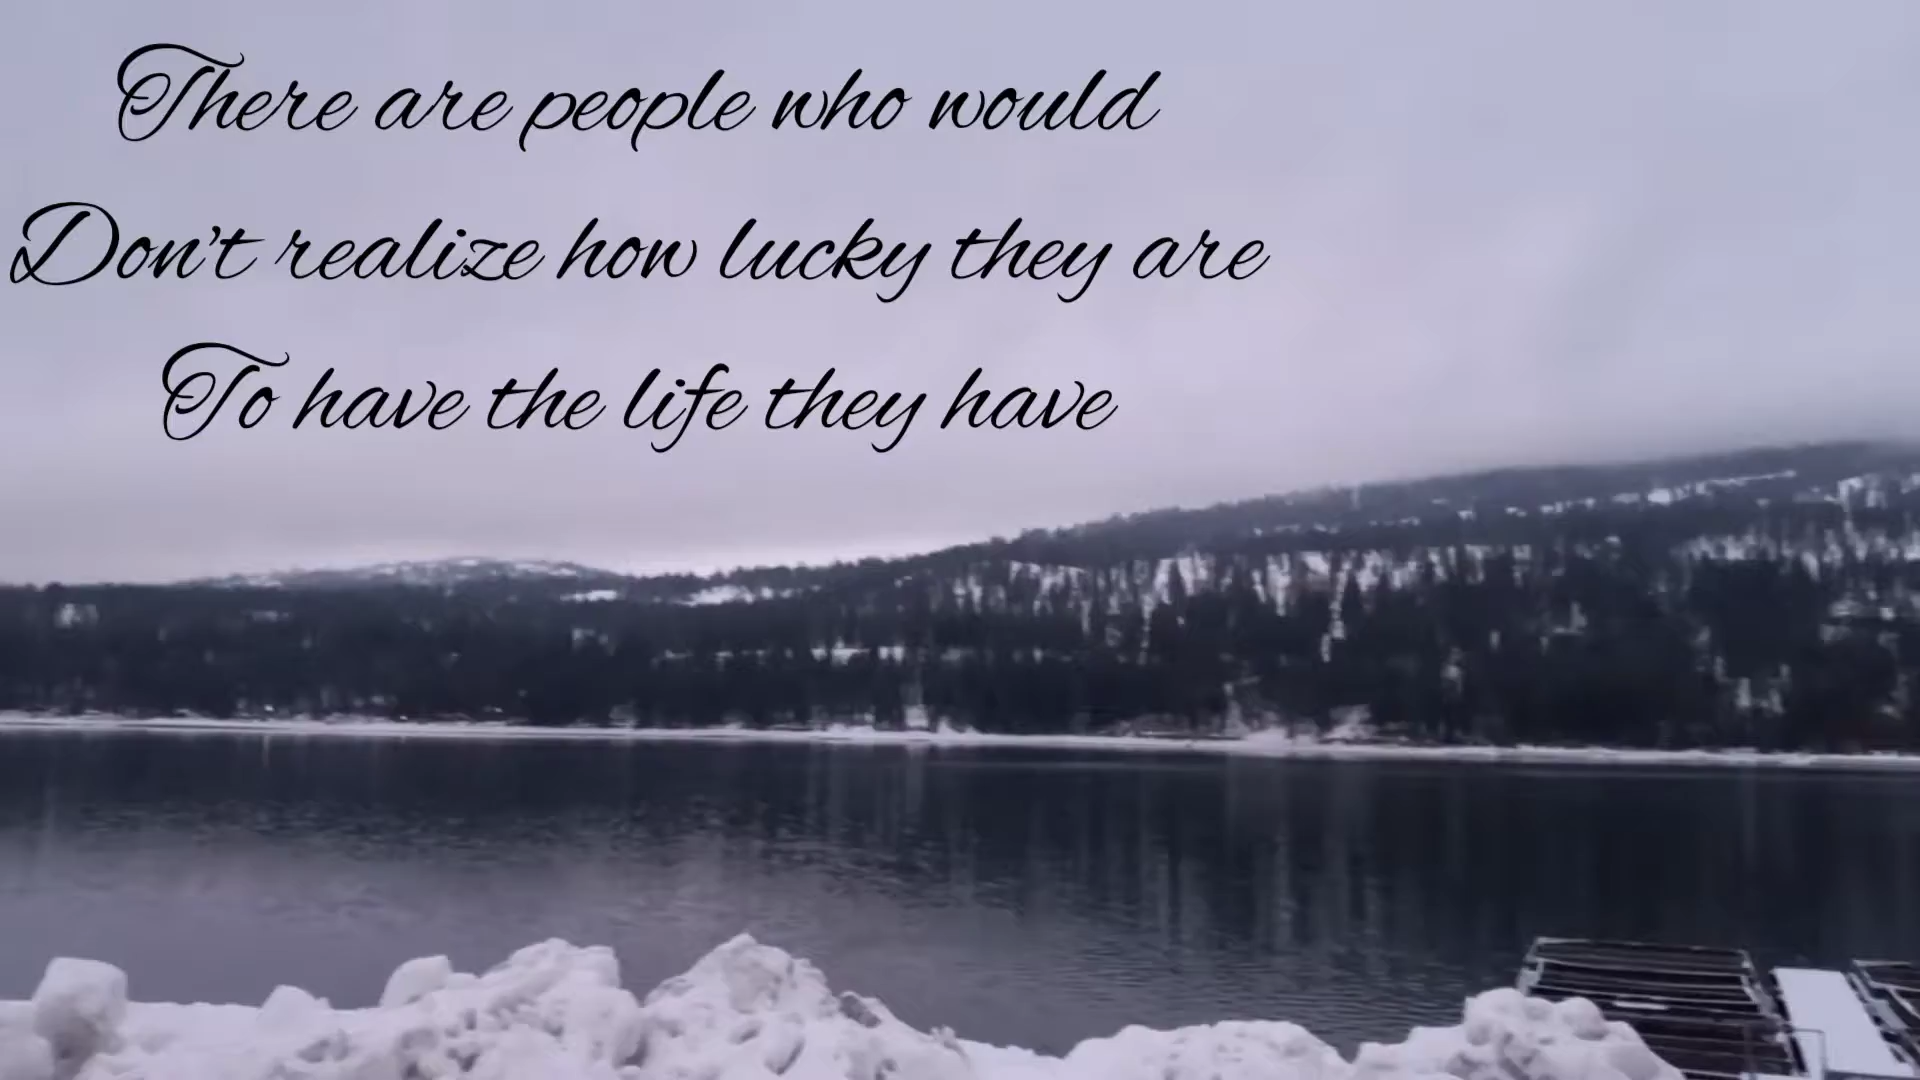 There are people who would
Don't realize how lucky they are
To have the life they have